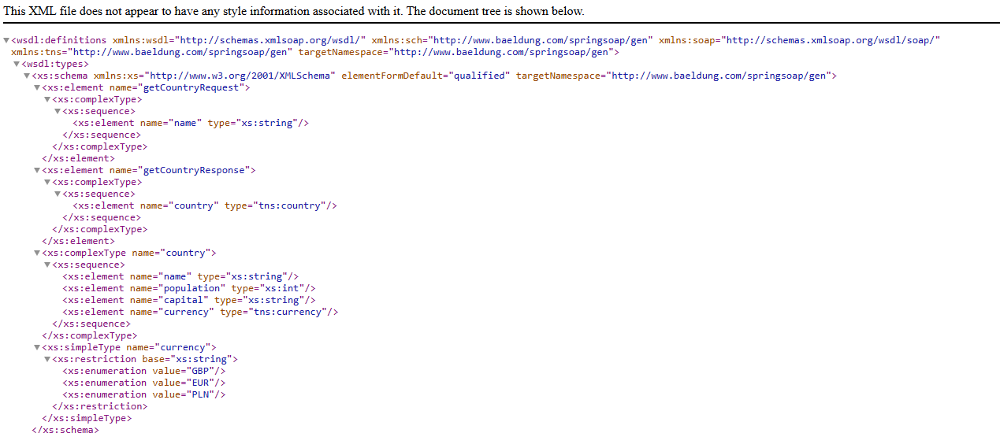 This XML file does not appear to have any style information associated with it. The document tree is shown below.
<wsdl:definitions xmlns:wsdl="http://schemas.xmlsoap.org/wsdl/" xmlns:sch="http://www.baeldung.com/springsoap/gen" xmlns:soap="http://schemas.xmlsoap.org/wsdl/soap/"
xmlns:tns="http://www.baeldung.com/springsoap/gen" targetNamespace="http://www.baeldung.com/springsoap/gen">
<wsdl:types>
<xs:schema xmlns:xs="http://www.w3.org/2001/XMLSchema" elementFormDefault="qualified" targetNamespace="http://www.baeldung.com/springsoap/gen">
<xs:element name="getCountryRequest">
<xs:complexType>
<xs:sequence>
<xs:element name="name" type="xs:string"/>
</xs:sequence>
</xs:complexType>
</xs:element>
<xs:element name="getCountryResponse">
<xs:complexType>
<xs:sequence>
<xs:element name="country" type="tns:country"/>
</xs:sequence>
</xs:complexType>
</xs:element>
<xs:complexType name="country">
<xs:sequence>
<xs:element name="name" type="xs:string"/>
<xs:element name="population" type="xs:int"/>
<xs:element name="capital" type="xs:string"/>
<xs:element name="currency" type="tns:currency"/>
</xs:sequence>
</xs:complexType>
<xs:simpleType name="currency">
<xs:restriction base="xs:string">
<xs:enumeration value="GBP"/>
<xs:enumeration value="EUR"/>
<xs:enumeration value="PLN"/>
</xs:restriction>
</xs:simpleType>
</xs:schema>